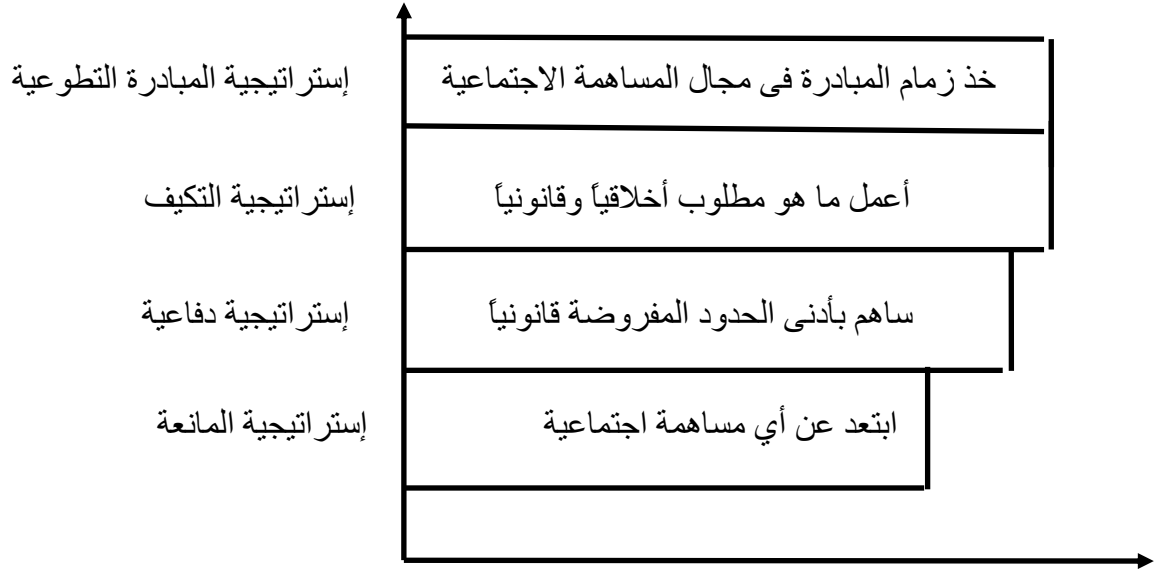 إستراتيجية المبادرة التطوعية
خذ زمام المبادرة فى مجال المساهمة الاجتماعية
إستراتيجية التكيف
أعمل ما هو مطلوب أخلاقياً وقانونياً
إستراتيجية دفاعية
ساهم بأدنى الحدود المفروضة قانونياً
إستراتيجية المانعة
ابتعد عن أي مساهمة اجتماعية